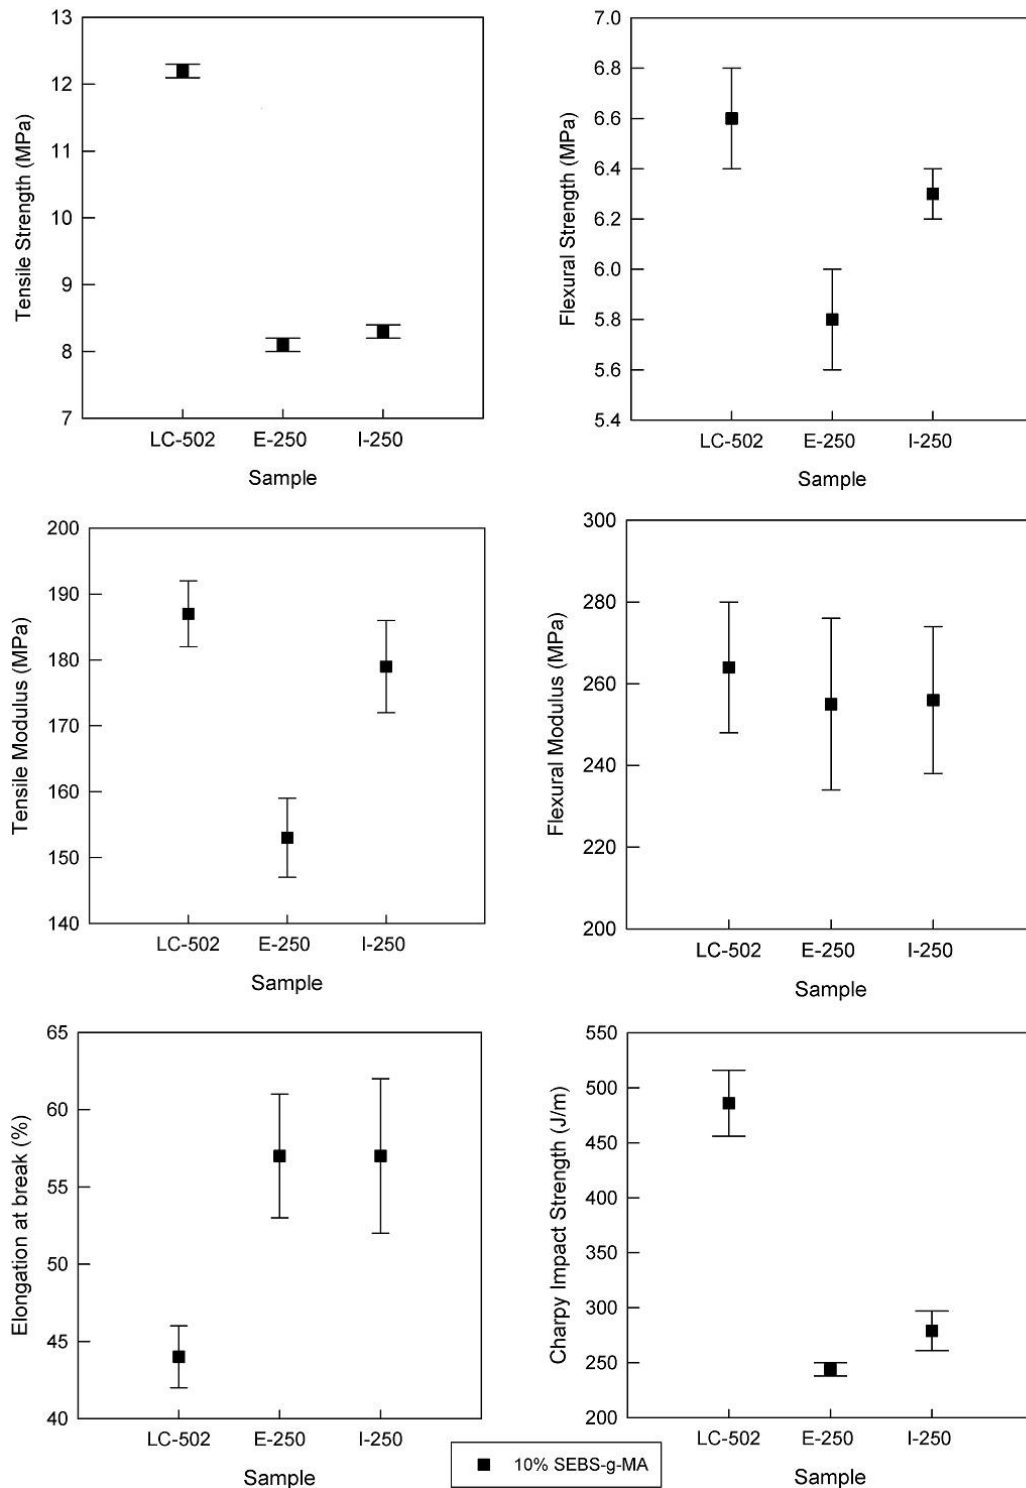 Tensile Strength (MPa)
13
12
11
10
9
8
7
LC-502 E-250 I-250
Sample
Flexural Strength (MPa)
7.0
6.8
6.6
6.4
6.2
6.0
5.8
5.6
5.4
LC-502 E-250 I-250
Sample
Tensile Modulus (MPa)
200
190
180
170
160
150
140
LC-502 E-250 I-250
Sample
Flexural Modulus (MPa)
300
280
260
240
220
200
LC-502 E-250 I-250
Sample
Elongation at break (%)
65
60
55
50
45
40
LC-502 E-250 I-250
Sample
Charpy Impact Strength (J/m)
550
500
450
400
350
300
250
200
LC-502 E-250 I-250
Sample
10% SEBS-g-MA